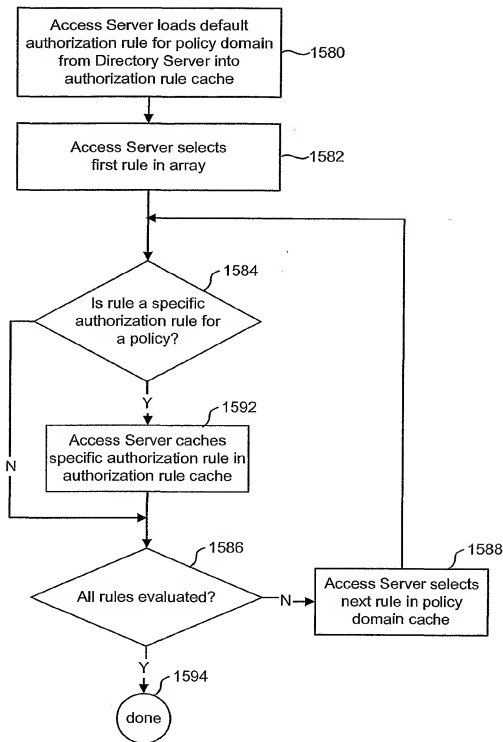 Access Server loads default
authorization rule for policy domain
from Directory Server into
authorization rule cache
1580
Access Server selects
first rule in array
1582
1584
Is rule a specific
authorization rule for
a policy?
Y
1592
Access Server caches
specific authorization rule in
authorization rule cache
N
1586
All rules evaluated?
N
1588
Access Server selects
next rule in policy
domain cache
Y
1594
done